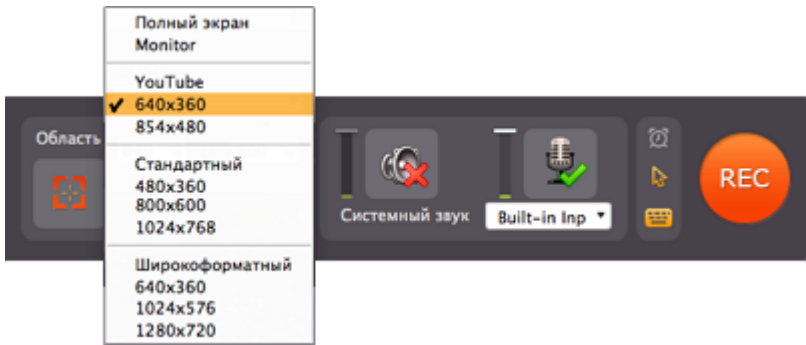 Полный экран
Monitor
YouTube
640x360
854x480
Стандартный
480x360
800x600
1024x768
Широкоформатный
640x360
1024x576
1280x720
Область
Системный звук
Built-in Inp
REC